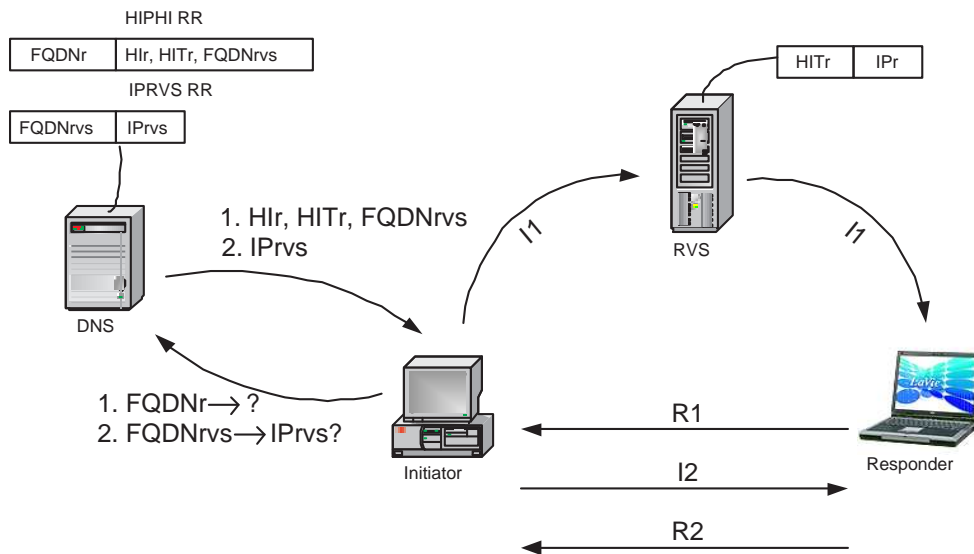 HIPHI RR
FQDNr HIr, HITr, FQDNrvs
IPRVS RR
FQDNrvs IPrvs
HITr IPr
1. HIr, HITr, FQDNrvs
2. IPrvs
I1
RVS
I1
DNS
1. FQDNr→ ?
2. FQDNrvs→IPrvs?
Initiator
R1
LaVie
Responder
I2
R2